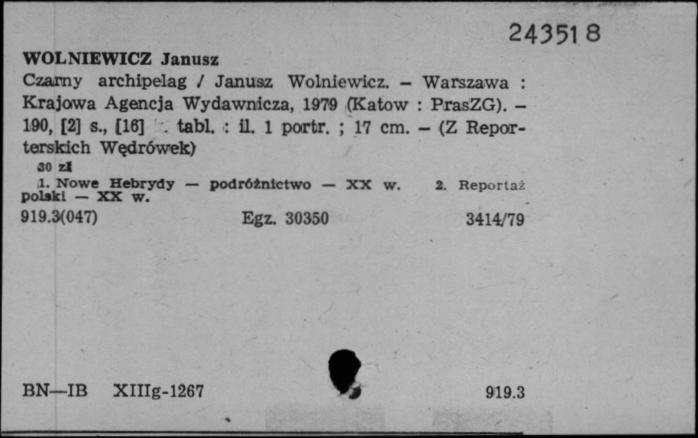 243518
WOLNIEWICZ Janusz
Czarny archipelag / Janusz Wolniewicz. — Warszawa :
Krajowa Agencja Wydawnicza, 1979 (Katow : PrasZG). —
190, [2] s., [16] tabl. : il. 1 portr. ; 17 cm. — (Z Repor-
terskich Wędrówek)
30 zł
1. Nowe Hebrydy — podróżnictwo — XX w. 2. Reportaż
polski — XX w.
919.3(047) Egz. 30350 3414/79
BN—IB XIIIg-1267 919.3